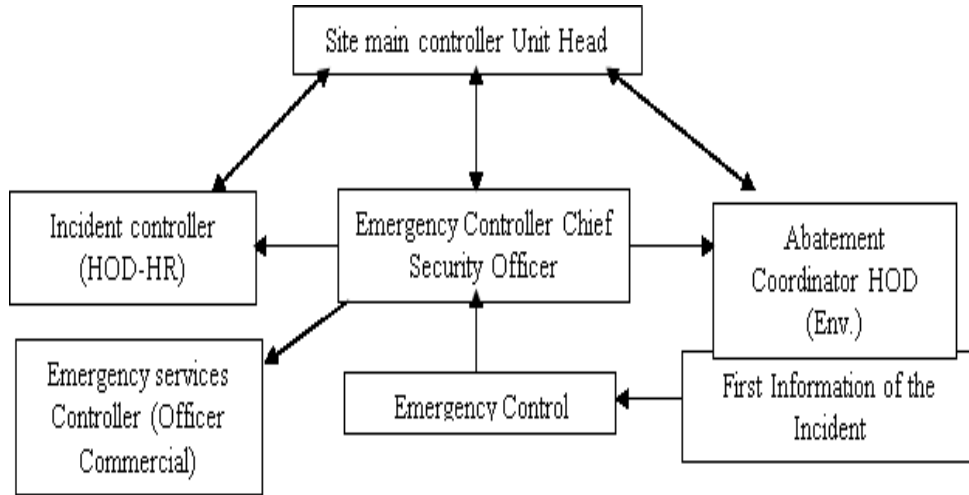 Site main controller Unit Head
Incident controller
(HOD-HR)
Emergency Controller Chief
Security Officer
Abatement
Coordinator HOD
(Env.)
Emergency services
Controller (Officer
Commercial)
Emergency Control
First Information of the
Incident